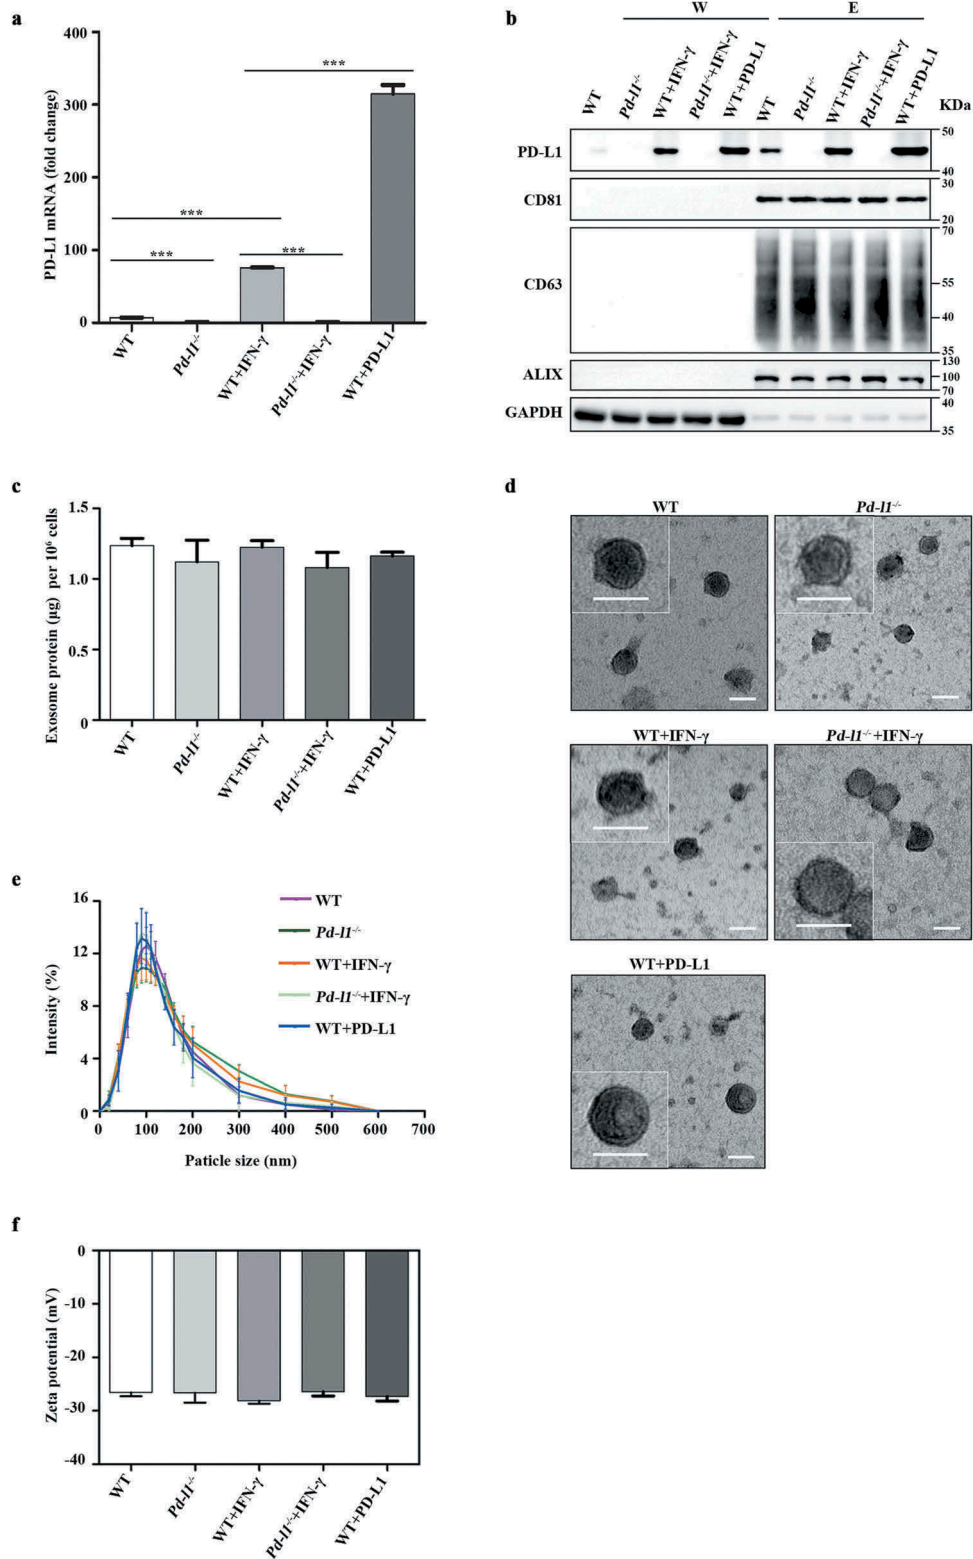 a
PD-L1 mRNA (fold change)
400
300
200
100
0
***
***
***
***
WT
Pd-l1-/-
WT+IFN-γ
Pd-l1-/-+IFN-γ
WT+PD-L1
b
W
E
WT
Pd-l1-/-
WT+IFN-γ
Pd-l1-/-+IFN-γ
WT+PD-L1
WT
Pd-l1-/-
WT+IFN-γ
Pd-l1-/-+IFN-γ
WT+PD-L1
KDa
PD-L1
50
40
CD81
30
20
CD63
70
55
40
35
ALIX
130
100
70
GAPDH
40
35
c
Exosome protein (μg) per 10⁶ cells
1.5
1.0
0.5
0
WT
Pd-l1-/-
WT+IFN-γ
Pd-l1-/-+IFN-γ
WT+PD-L1
d
WT
Pd-l1-/-
WT+IFN-γ
Pd-l1-/-+IFN-γ
WT+PD-L1
e
Intensity (%)
16
12
8
4
0
WT
Pd-l1-/-
WT+IFN-γ
Pd-l1-/-+IFN-γ
WT+PD-L1
0 100 200 300 400 500 600 700
Paticle size (nm)
f
Zeta potential (mV)
0
-10
-20
-30
-40
WT
Pd-l1-/-
WT+IFN-γ
Pd-l1-/-+IFN-γ
WT+PD-L1